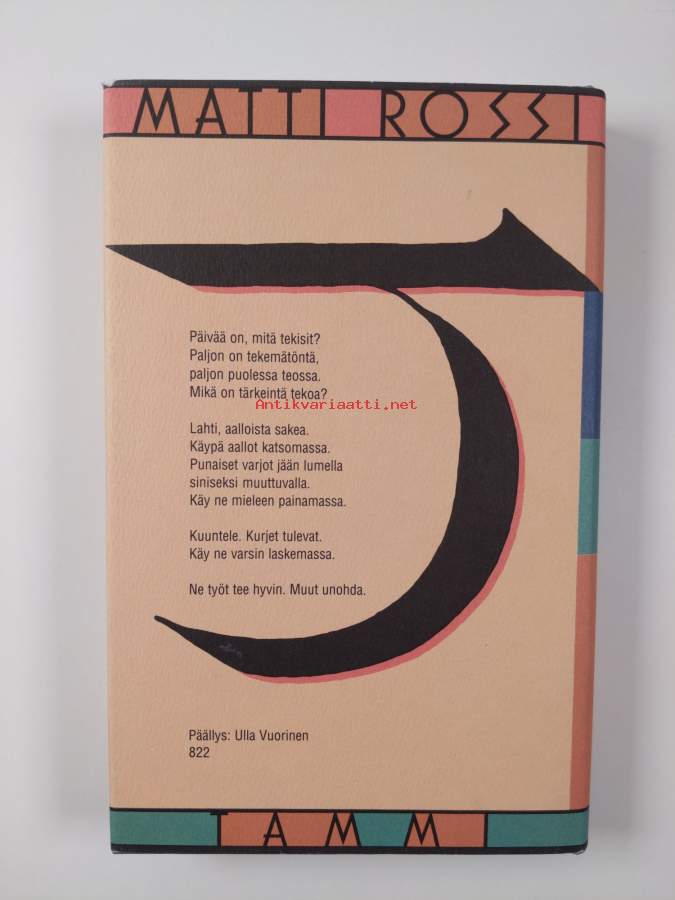 MATTI ROSSI
Päivää on, mitä tekisit?
Paljon on tekemätöntä,
paljon puolessa teossa.
Mikä on tärkeintä tekoa?
Antikvariaatti.net
Lahti, aalloista sakea.
Käypä aallot katsomassa.
Punaiset varjot jään lumella
siniseksi muuttuvalla.
Käy ne mieleen painamassa.
Kuuntele. Kurjet tulevat.
Käy ne varsin laskemassa.
Ne työt tee hyvin. Muut unohda.
Päällys: Ulla Vuorinen
822
TAMMI